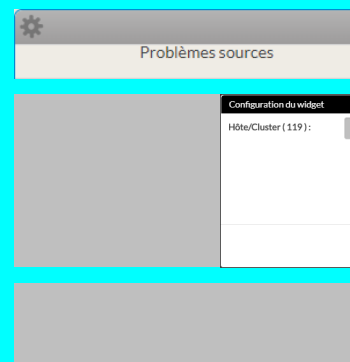 Problèmes sources
Configuration du widget
Hôte/Cluster ( 119 ) :